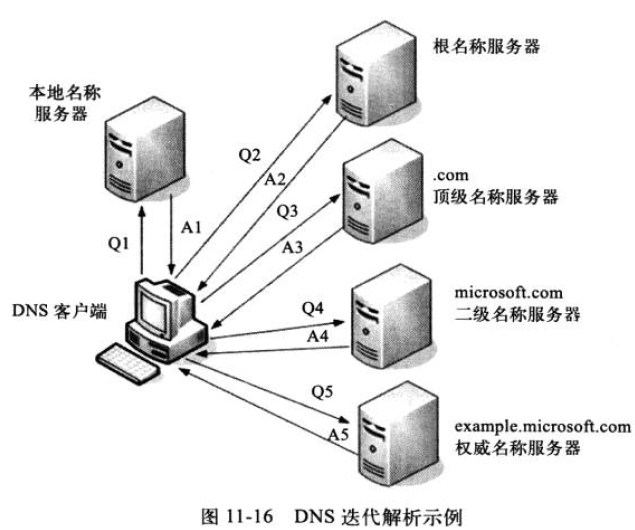 根名称服务器
本地名称
服务器
Q2
A2
.com
顶级名称服务器
Q3
A3
Q1
A1
DNS 客户端
microsoft.com
二级名称服务器
Q4
A4
Q5
A5
example.microsoft.com
权威名称服务器
图 11-16 DNS 迭代解析示例